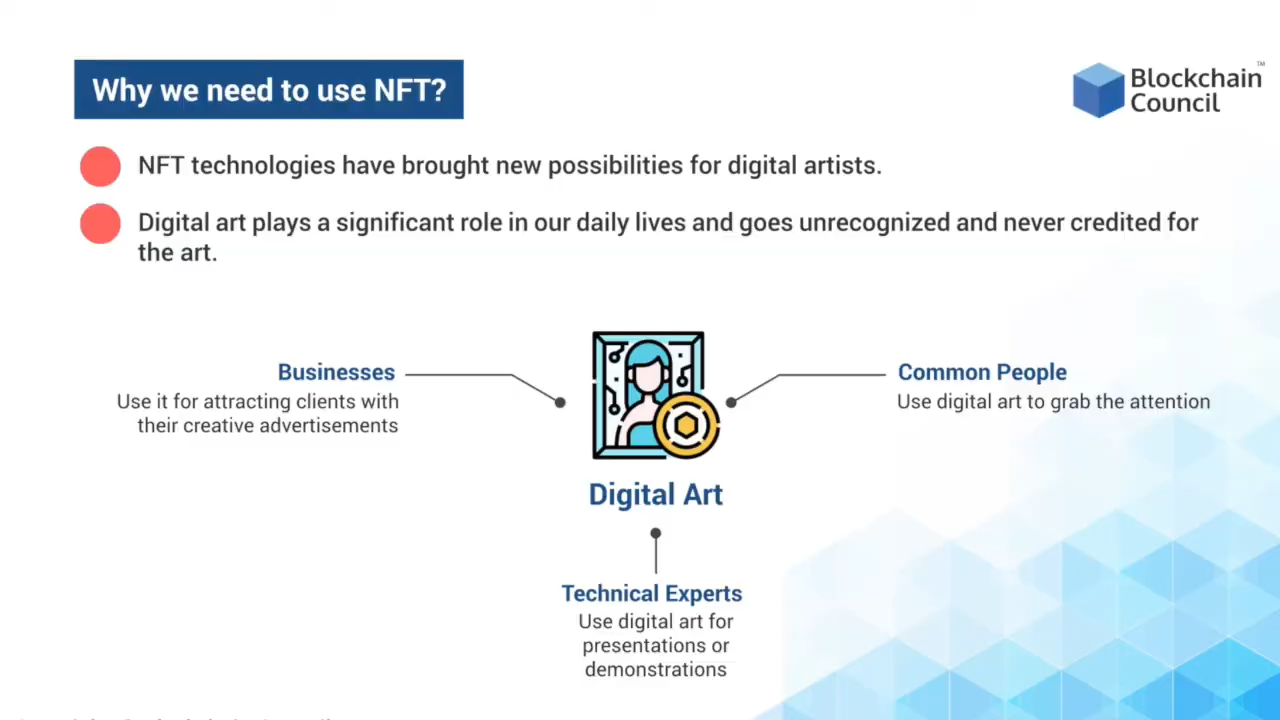 Why we need to use NFT?
Blockchain
Council
TM
NFT technologies have brought new possibilities for digital artists.
Digital art plays a significant role in our daily lives and goes unrecognized and never credited for
the art.
Businesses
Use it for attracting clients with
their creative advertisements
Common People
Use digital art to grab the attention
Digital Art
Technical Experts
Use digital art for
presentations or
demonstrations